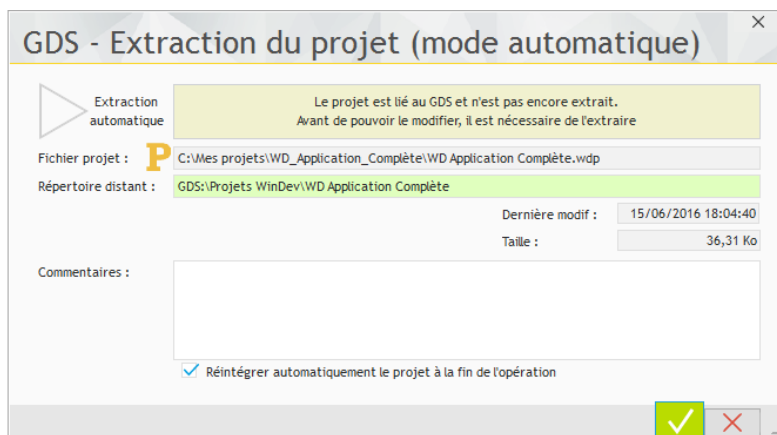 GDS - Extraction du projet (mode automatique)
Extraction
automatique
Le projet est lié au GDS et n'est pas encore extrait.
Avant de pouvoir le modifier, il est nécessaire de l'extraire
Fichier projet :
P
C:\Mes projets\WD_Application_Complète\WD Application Complète.wdp
Répertoire distant :
GDS:\Projets WinDev\WD Application Complète
Dernière modif :
15/06/2016 18:04:40
Taille :
36,31 Ko
Commentaires :
Réintégrer automatiquement le projet à la fin de l'opération